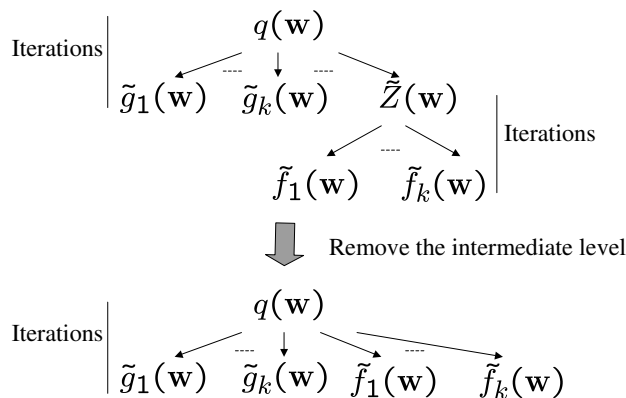 q(w)
Iterations
g̃₁(w) ---- g̃ₖ(w) ---- Z̃(w)
Iterations
f̃₁(w) ---- f̃ₖ(w)
Remove the intermediate level
q(w)
Iterations
g̃₁(w) ---- g̃ₖ(w) f̃₁(w) ---- f̃ₖ(w)